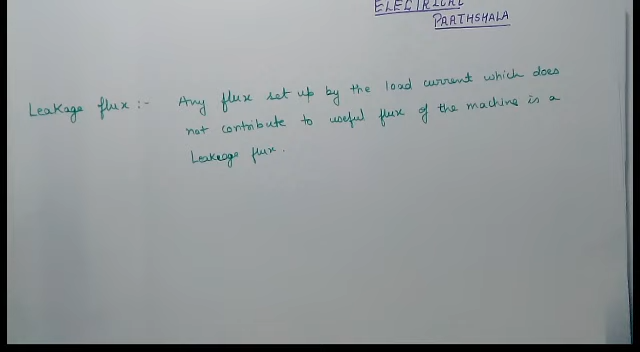 ELECTRICAL
PARTHSHALA
Leakage flux :- Any flux set up by the load current which does
not contribute to useful flux of the machine is a
Leakage flux.